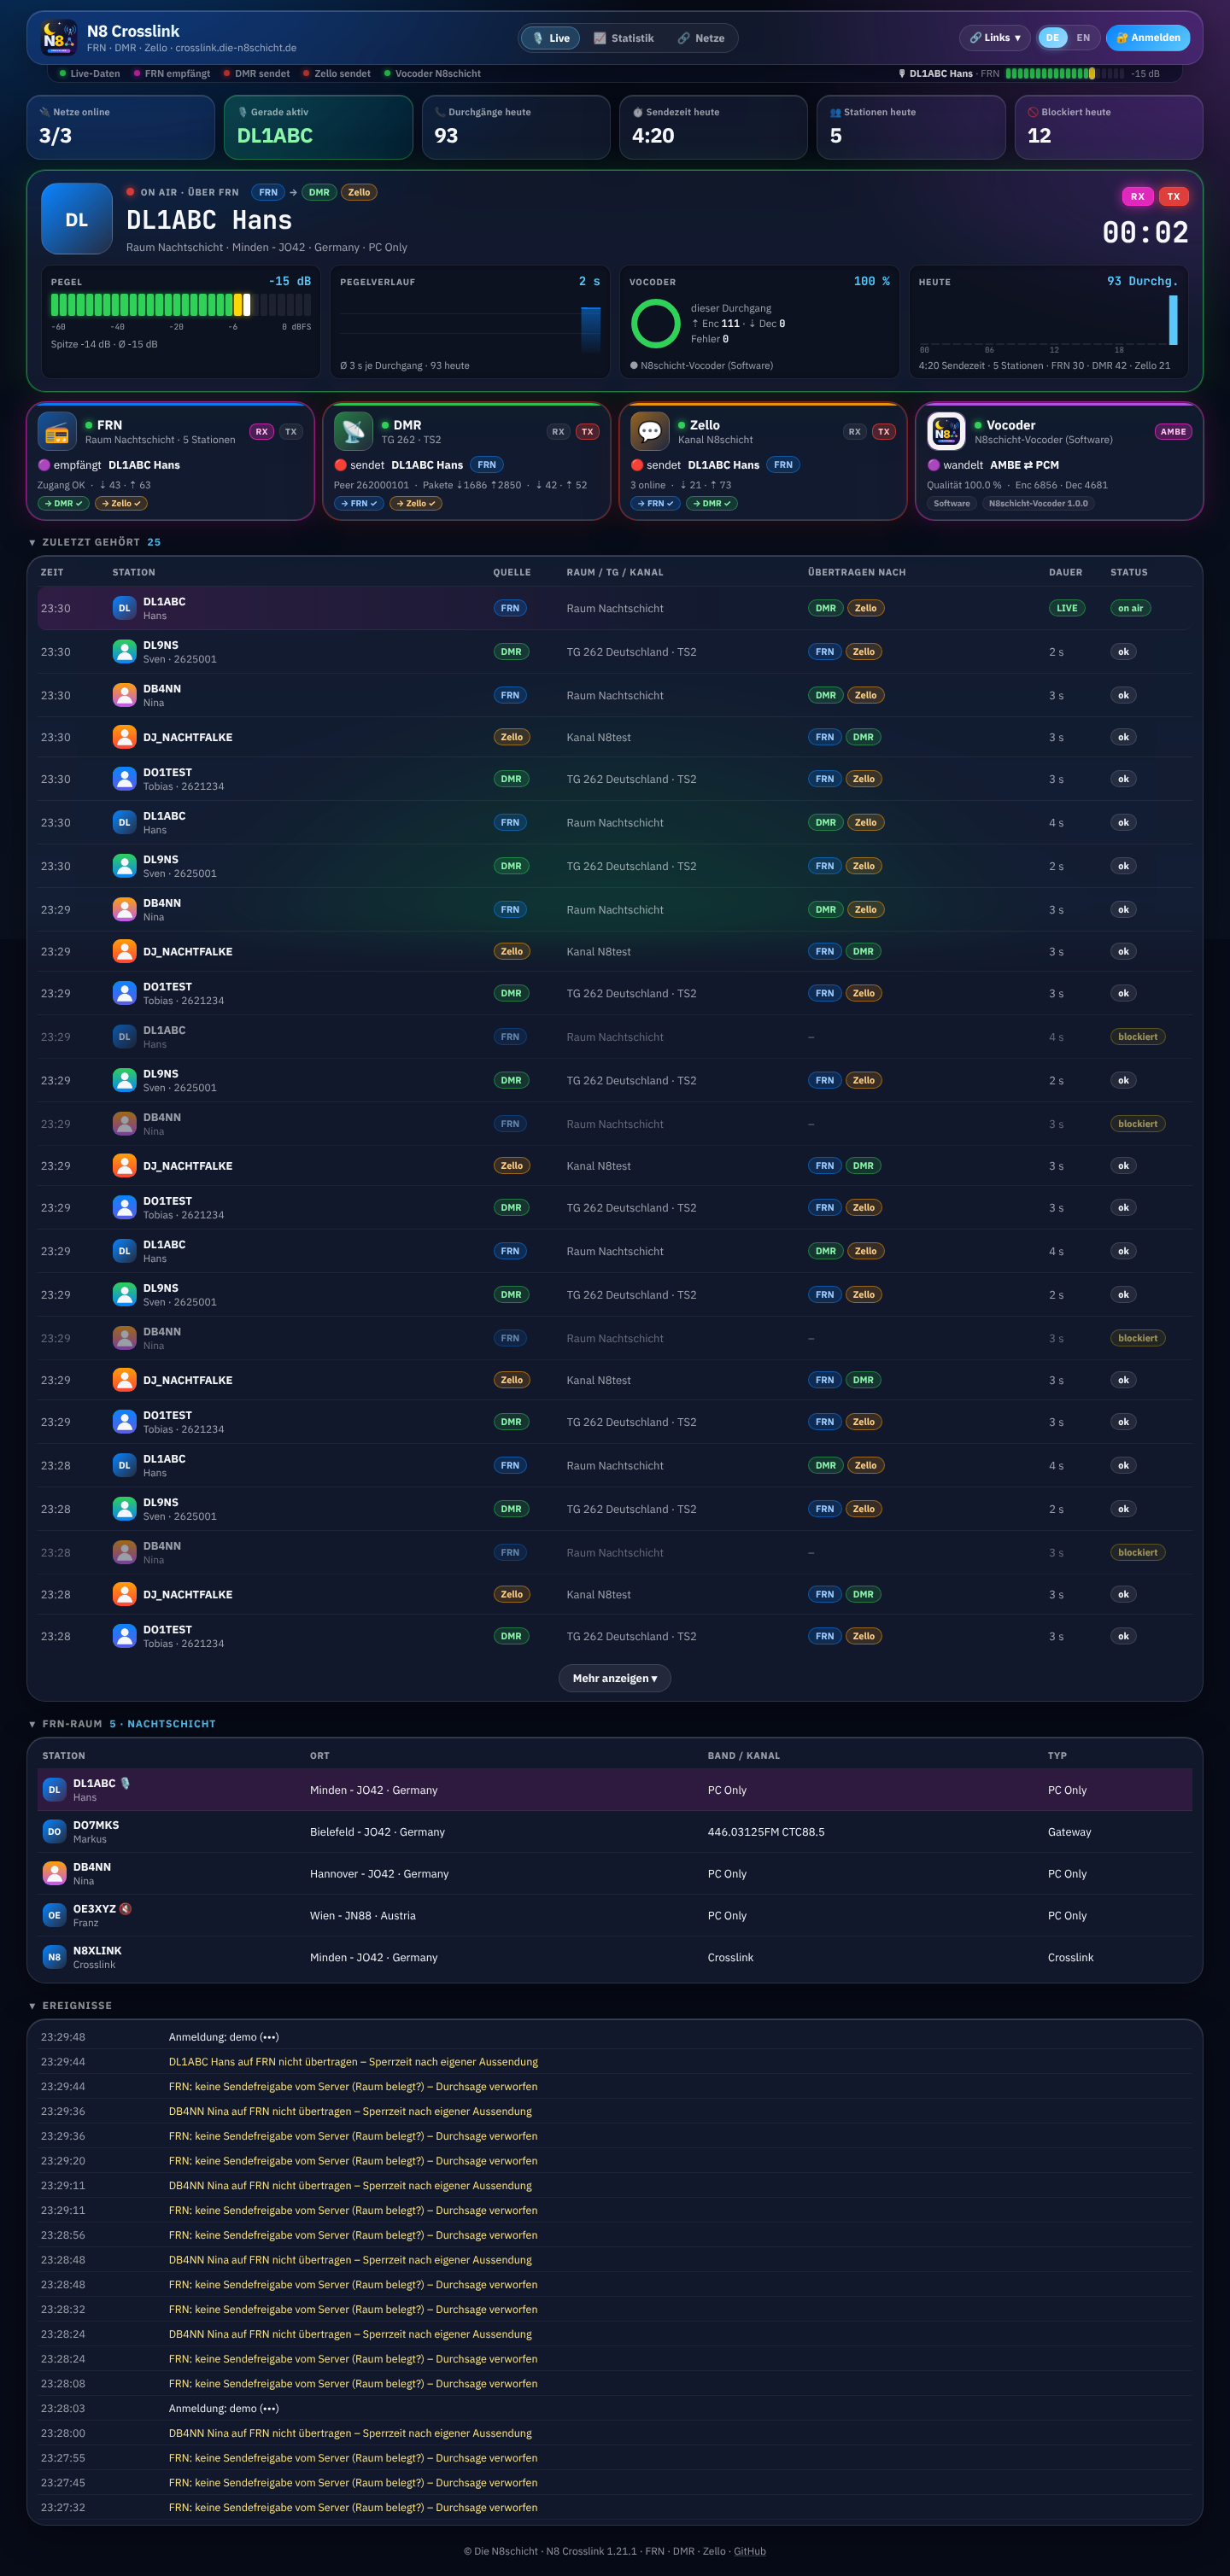 N8 Crosslink
FRN · DMR · Zello · crosslink.die-n8schicht.de
Live Statistik Netze
Links ▾ DE EN Anmelden
Live-Daten FRN empfängt DMR sendet Zello sendet Vocoder N8schicht DL1ABC Hans · FRN -15 dB
Netze online Gerade aktiv Durchgänge heute Sendezeit heute Stationen heute Blockiert heute
3/3 DL1ABC 93 4:20 5 12
DL
ON AIR · ÜBER FRN FRN → DMR Zello RX TX
DL1ABC Hans 00:02
Raum Nachtschicht · Minden - JO42 · Germany · PC Only
PEGEL -15 dB
-60 -40 -20 -6 0 dBFS
Spitze -14 dB · Ø -15 dB
PEGELVERLAUF 2 s
Ø 3 s je Durchgang · 93 heute
VOCODER 100 %
dieser Durchgang
↑ Enc 111 · ↓ Dec 0
Fehler 0
N8schicht-Vocoder (Software)
HEUTE 93 Durchg.
00 06 12 18
4:20 Sendezeit · 5 Stationen · FRN 30 · DMR 42 · Zello 21
FRN RX TX
Raum Nachtschicht · 5 Stationen
empfängt DL1ABC Hans
Zugang OK · ↓ 43 · ↑ 63
→ DMR ✓ → Zello ✓
DMR RX TX
TG 262 · TS2
sendet DL1ABC Hans FRN
Peer 262000101 · Pakete ↓1686 ↑2850 · ↓ 42 · ↑ 52
→ FRN ✓ → Zello ✓
Zello RX TX
Kanal N8schicht
sendet DL1ABC Hans FRN
3 online · ↓ 21 · ↑ 73
→ FRN ✓ → DMR ✓
N8
Vocoder AMBE
N8schicht-Vocoder (Software)
wandelt AMBE ⇄ PCM
Qualität 100.0 % · Enc 6856 · Dec 4681
Software N8schicht-Vocoder 1.0.0
▾ ZULETZT GEHÖRT 25
ZEIT STATION QUELLE RAUM / TG / KANAL ÜBERTRAGEN NACH DAUER STATUS
23:30 DL DL1ABC FRN Raum Nachtschicht DMR Zello LIVE on air
Hans
23:30 DL9NS DMR TG 262 Deutschland · TS2 FRN Zello 2 s ok
Sven · 2625001
23:30 DB4NN FRN Raum Nachtschicht DMR Zello 3 s ok
Nina
23:30 DJ_NACHTFALKE Zello Kanal N8test FRN DMR 3 s ok
23:30 DO1TEST DMR TG 262 Deutschland · TS2 FRN Zello 3 s ok
Tobias · 2621234
23:30 DL DL1ABC FRN Raum Nachtschicht DMR Zello 4 s ok
Hans
23:30 DL9NS DMR TG 262 Deutschland · TS2 FRN Zello 2 s ok
Sven · 2625001
23:29 DB4NN FRN Raum Nachtschicht DMR Zello 3 s ok
Nina
23:29 DJ_NACHTFALKE Zello Kanal N8test FRN DMR 3 s ok
23:29 DO1TEST DMR TG 262 Deutschland · TS2 FRN Zello 3 s ok
Tobias · 2621234
23:29 DL DL1ABC FRN Raum Nachtschicht – 4 s blockiert
Hans
23:29 DL9NS DMR TG 262 Deutschland · TS2 FRN Zello 2 s ok
Sven · 2625001
23:29 DB4NN FRN Raum Nachtschicht – 3 s blockiert
Nina
23:29 DJ_NACHTFALKE Zello Kanal N8test FRN DMR 3 s ok
23:29 DO1TEST DMR TG 262 Deutschland · TS2 FRN Zello 3 s ok
Tobias · 2621234
23:29 DL DL1ABC FRN Raum Nachtschicht DMR Zello 4 s ok
Hans
23:29 DL9NS DMR TG 262 Deutschland · TS2 FRN Zello 2 s ok
Sven · 2625001
23:29 DB4NN FRN Raum Nachtschicht – 3 s blockiert
Nina
23:29 DJ_NACHTFALKE Zello Kanal N8test FRN DMR 3 s ok
23:29 DO1TEST DMR TG 262 Deutschland · TS2 FRN Zello 3 s ok
Tobias · 2621234
23:28 DL DL1ABC FRN Raum Nachtschicht DMR Zello 4 s ok
Hans
23:28 DL9NS DMR TG 262 Deutschland · TS2 FRN Zello 2 s ok
Sven · 2625001
23:28 DB4NN FRN Raum Nachtschicht – 3 s blockiert
Nina
23:28 DJ_NACHTFALKE Zello Kanal N8test FRN DMR 3 s ok
23:28 DO1TEST DMR TG 262 Deutschland · TS2 FRN Zello 3 s ok
Tobias · 2621234
Mehr anzeigen ▾
▾ FRN-RAUM 5 · NACHTSCHICHT
STATION ORT BAND / KANAL TYP
DL DL1ABC Minden - JO42 · Germany PC Only PC Only
Hans
DO DO7MKS Bielefeld - JO42 · Germany 446.03125FM CTC88.5 Gateway
Markus
DB4NN Hannover - JO42 · Germany PC Only PC Only
Nina
OE OE3XYZ Wien - JN88 · Austria PC Only PC Only
Franz
N8 N8XLINK Minden - JO42 · Germany Crosslink Crosslink
Crosslink
▾ EREIGNISSE
23:29:48 Anmeldung: demo (•••)
23:29:44 DL1ABC Hans auf FRN nicht übertragen – Sperrzeit nach eigener Aussendung
23:29:44 FRN: keine Sendefreigabe vom Server (Raum belegt?) – Durchsage verworfen
23:29:36 DB4NN Nina auf FRN nicht übertragen – Sperrzeit nach eigener Aussendung
23:29:36 FRN: keine Sendefreigabe vom Server (Raum belegt?) – Durchsage verworfen
23:29:20 FRN: keine Sendefreigabe vom Server (Raum belegt?) – Durchsage verworfen
23:29:11 DB4NN Nina auf FRN nicht übertragen – Sperrzeit nach eigener Aussendung
23:29:11 FRN: keine Sendefreigabe vom Server (Raum belegt?) – Durchsage verworfen
23:28:56 FRN: keine Sendefreigabe vom Server (Raum belegt?) – Durchsage verworfen
23:28:48 DB4NN Nina auf FRN nicht übertragen – Sperrzeit nach eigener Aussendung
23:28:48 FRN: keine Sendefreigabe vom Server (Raum belegt?) – Durchsage verworfen
23:28:32 FRN: keine Sendefreigabe vom Server (Raum belegt?) – Durchsage verworfen
23:28:24 DB4NN Nina auf FRN nicht übertragen – Sperrzeit nach eigener Aussendung
23:28:24 FRN: keine Sendefreigabe vom Server (Raum belegt?) – Durchsage verworfen
23:28:08 FRN: keine Sendefreigabe vom Server (Raum belegt?) – Durchsage verworfen
23:28:03 Anmeldung: demo (•••)
23:28:00 DB4NN Nina auf FRN nicht übertragen – Sperrzeit nach eigener Aussendung
23:27:55 FRN: keine Sendefreigabe vom Server (Raum belegt?) – Durchsage verworfen
23:27:45 FRN: keine Sendefreigabe vom Server (Raum belegt?) – Durchsage verworfen
23:27:32 FRN: keine Sendefreigabe vom Server (Raum belegt?) – Durchsage verworfen
© Die N8schicht · N8 Crosslink 1.21.1 · FRN · DMR · Zello · GitHub